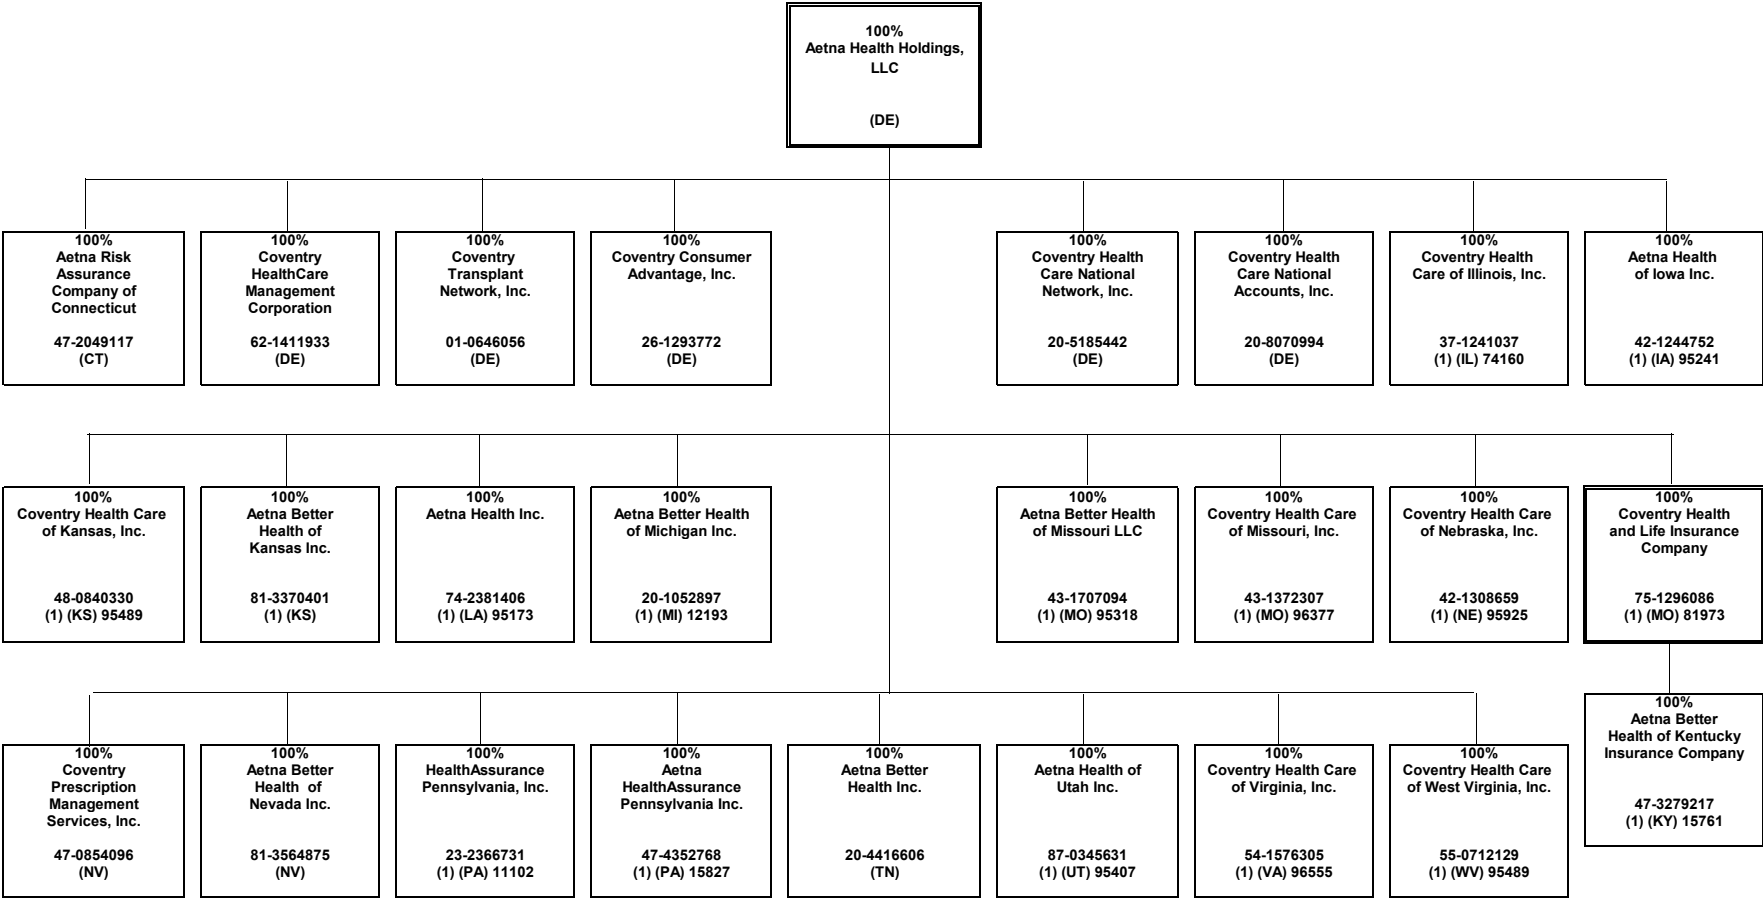 100%
Aetna Health Holdings,
LLC
(DE)
100%
Aetna Risk
Assurance
Company of
Connecticut
47-2049117
(CT)
100%
Coventry
HealthCare
Management
Corporation
62-1411933
(DE)
100%
Coventry
Transplant
Network, Inc.
01-0646056
(DE)
100%
Coventry Consumer
Advantage, Inc.
26-1293772
(DE)
100%
Coventry Health
Care National
Network, Inc.
20-5185442
(DE)
100%
Coventry Health
Care National
Accounts, Inc.
20-8070994
(DE)
100%
Coventry Health
Care of Illinois, Inc.
37-1241037
(1) (IL) 74160
100%
Aetna Health
of Iowa Inc.
42-1244752
(1) (IA) 95241
100%
Coventry Health Care
of Kansas, Inc.
48-0840330
(1) (KS) 95489
100%
Aetna Better
Health of
Kansas Inc.
81-3370401
(1) (KS)
100%
Aetna Health Inc.
74-2381406
(1) (LA) 95173
100%
Aetna Better Health
of Michigan Inc.
20-1052897
(1) (MI) 12193
100%
Aetna Better Health
of Missouri LLC
43-1707094
(1) (MO) 95318
100%
Coventry Health Care
of Missouri, Inc.
43-1372307
(1) (MO) 96377
100%
Coventry Health Care
of Nebraska, Inc.
42-1308659
(1) (NE) 95925
100%
Coventry Health
and Life Insurance
Company
75-1296086
(1) (MO) 81973
100%
Aetna Better
Health of Kentucky
Insurance Company
47-3279217
(1) (KY) 15761
100%
Coventry
Prescription
Management
Services, Inc.
47-0854096
(NV)
100%
Aetna Better
Health of
Nevada Inc.
81-3564875
(NV)
100%
HealthAssurance
Pennsylvania, Inc.
23-2366731
(1) (PA) 11102
100%
Aetna
HealthAssurance
Pennsylvania Inc.
47-4352768
(1) (PA) 15827
100%
Aetna Better
Health Inc.
20-4416606
(TN)
100%
Aetna Health of
Utah Inc.
87-0345631
(1) (UT) 95407
100%
Coventry Health Care
of Virginia, Inc.
54-1576305
(1) (VA) 96555
100%
Coventry Health Care
of West Virginia, Inc.
55-0712129
(1) (WV) 95489